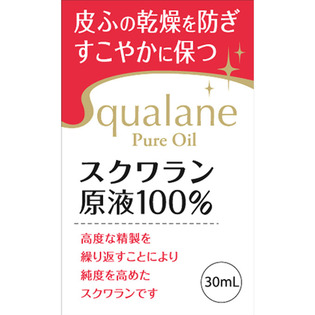 皮ふの乾燥を防ぎ
すこやかに保つ
Squalane
Pure Oil
スクワラン
原液100%
高度な精製を
繰り返すことにより
純度を高めた
スクワランです
30mL